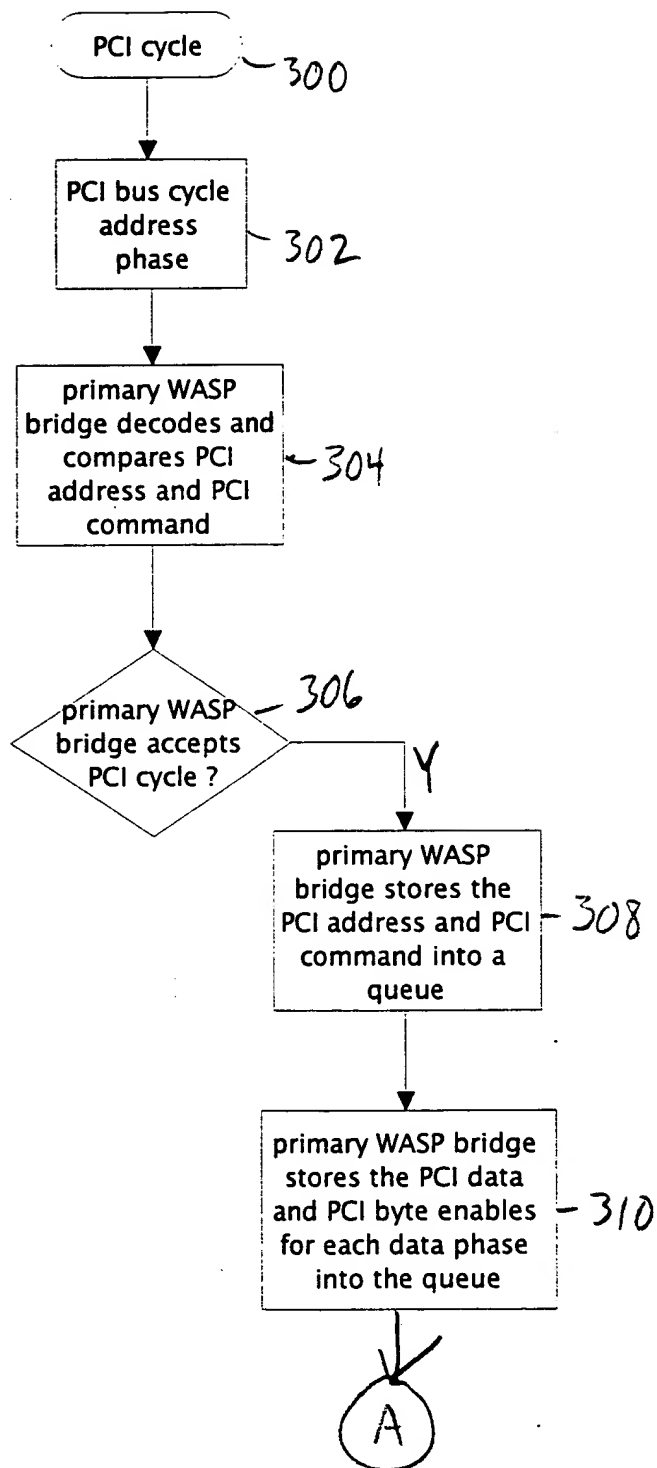 PCI cycle
300
PCI bus cycle
address
phase
302
primary WASP
bridge decodes and
compares PCI
address and PCI
command
304
primary WASP
bridge accepts
PCI cycle ?
306
Y
primary WASP
bridge stores the
PCI address and PCI
command into a
queue
308
primary WASP bridge
stores the PCI data
and PCI byte enables
for each data phase
into the queue
310
A